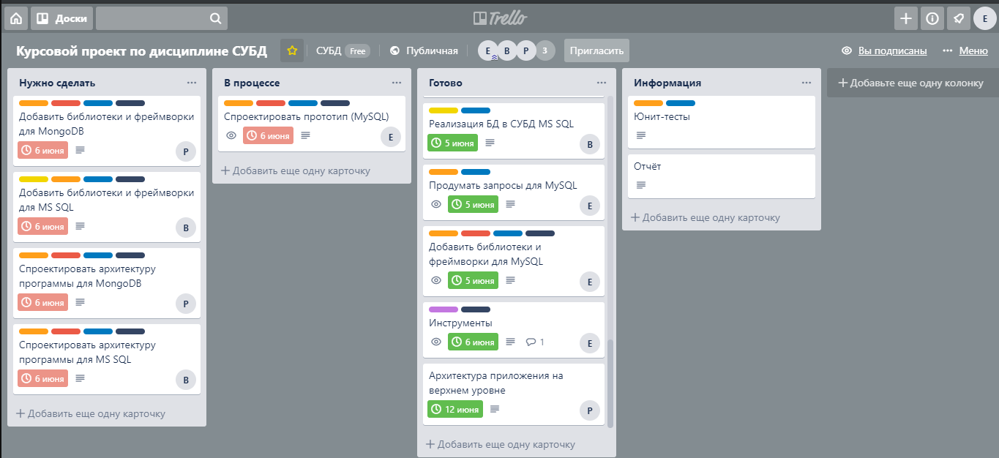 Доски
Trello
E
Курсовой проект по дисциплине СУБД
СУБД Free
Публичная
E B P 3
Пригласить
Вы подписаны
Меню
Нужно сделать
Добавить библиотеки и фреймворки
для MongoDB
6 июня
P
Добавить библиотеки и фреймворки
для MS SQL
6 июня
B
Спроектировать архитектуру
программы для MongoDB
6 июня
P
Спроектировать архитектуру
программы для MS SQL
6 июня
B
Добавить еще одну карточку
В процессе
Спроектировать прототип (MySQL)
6 июня
E
Добавить еще одну карточку
Готово
Реализация БД в СУБД MS SQL
5 июня
B
Продумать запросы для MySQL
5 июня
E
Добавить библиотеки и
фреймворки для MySQL
5 июня
E
Инструменты
6 июня 1
E
Архитектура приложения на
верхнем уровне
12 июня
P
Добавить еще одну карточку
Информация
Юнит-тесты
Отчёт
Добавить еще одну карточку
Добавьте еще одну колонку